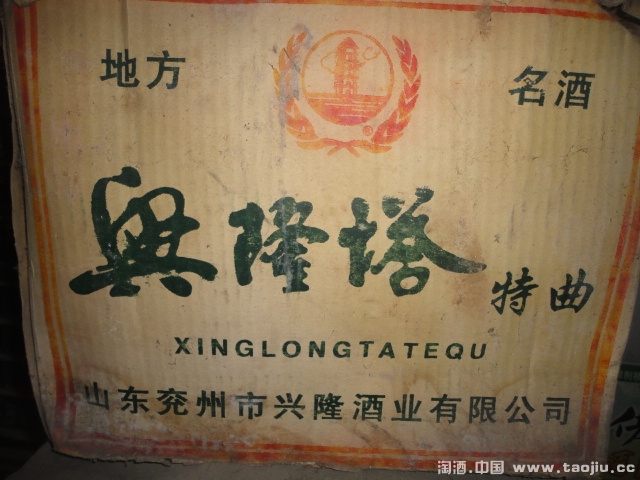 地方 名酒
®
興隆塔 特曲
XINGLONGTATEQU
山东兖州市兴隆酒业有限公司
淘酒.中国 www.taojiu.cc